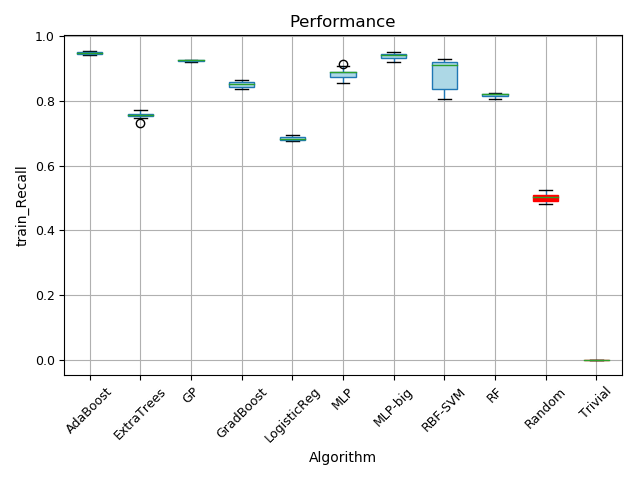 Performance
train_Recall
1.0
0.8
0.6
0.4
0.2
0.0
AdaBoost
ExtraTrees
GP
GradBoost
LogisticReg
MLP
MLP-big
RBF-SVM
RF
Random
Trivial
Algorithm